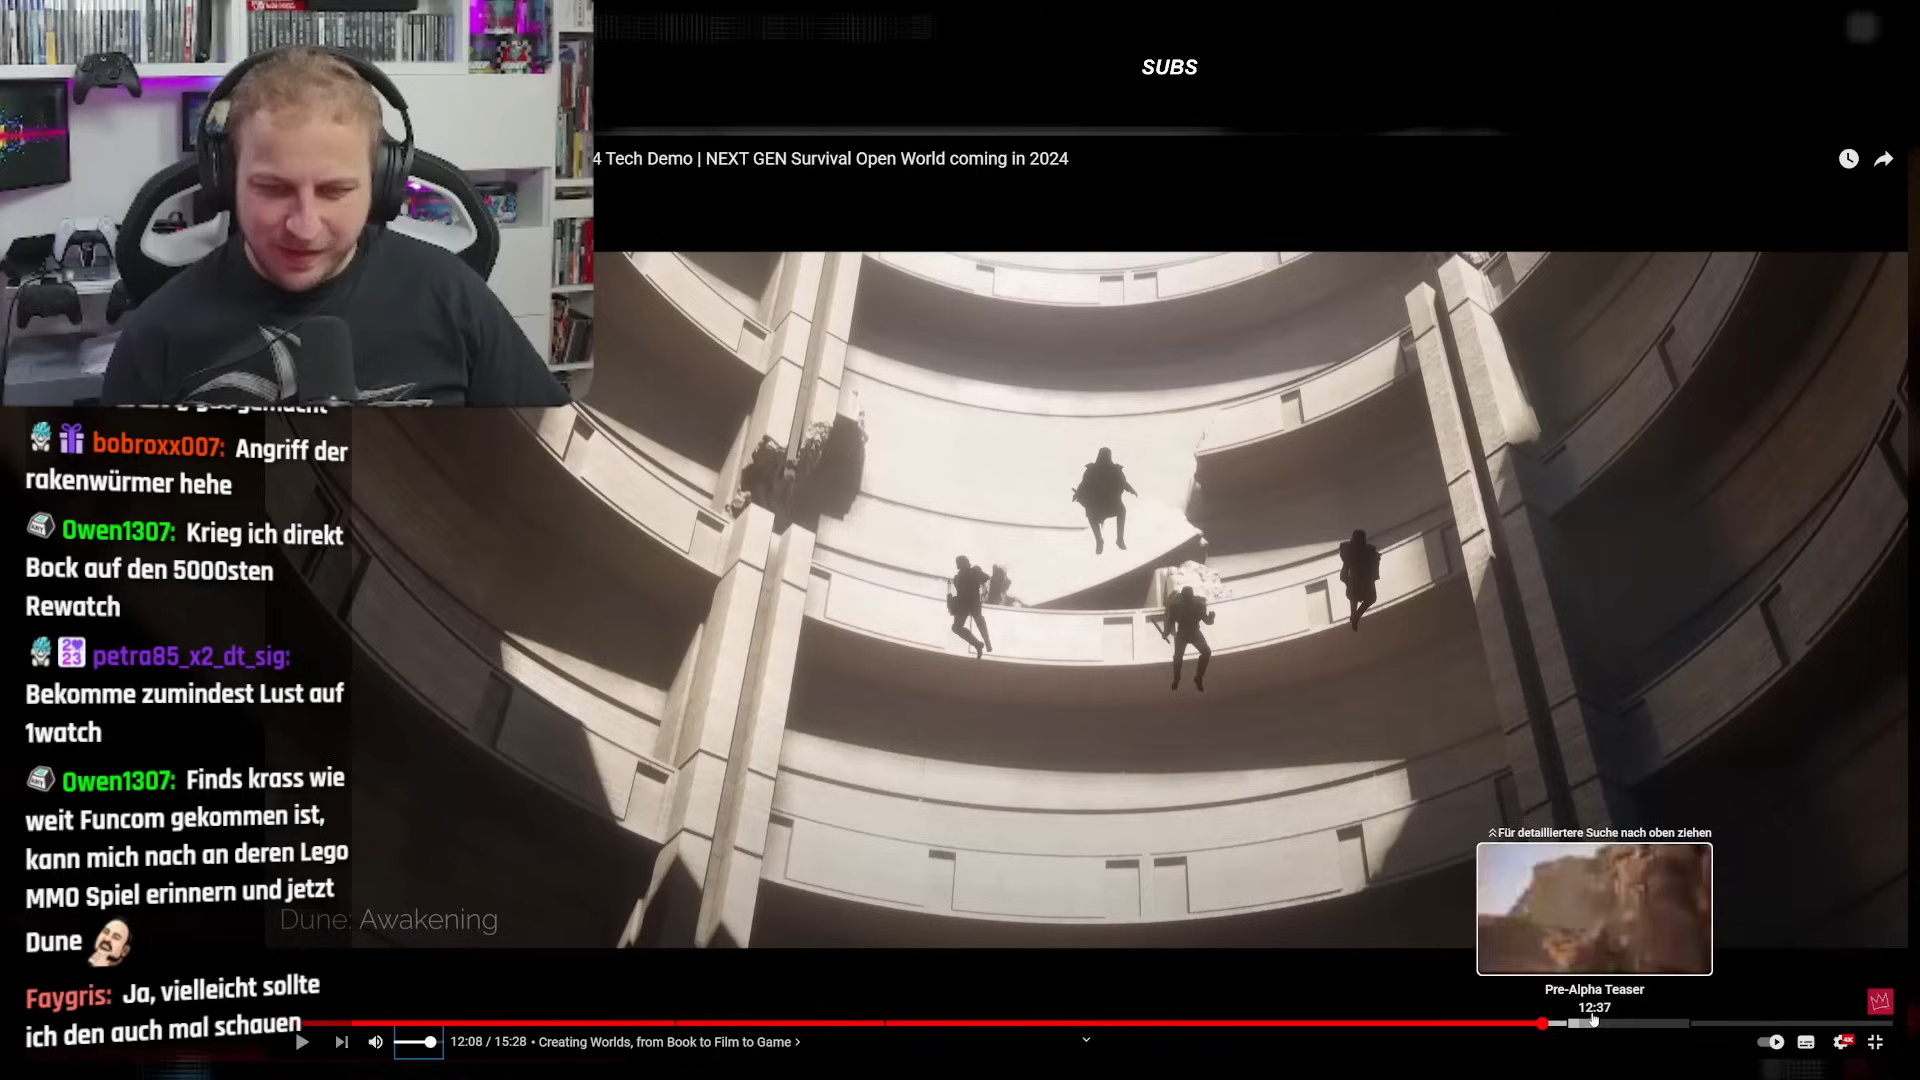 SUBS
4 Tech Demo | NEXT GEN Survival Open World coming in 2024
bobroxx007: Angriff der
rakenwürmer hehe
Owen1307: Krieg ich direkt
Bock auf den 5000sten
Rewatch
petra85_x2_dt_sig:
Bekomme zumindest Lust auf
1watch
Owen1307: Finds krass wie
weit Funcom gekommen ist,
kann mich nach an deren Lego
MMO Spiel erinnern und jetzt
Dune
Faygris: Ja, vielleicht sollte
ich den auch mal schauen
Dune: Awakening
Für detailliertere Suche nach oben ziehen
Pre-Alpha Teaser
12:37
12:08 / 15:28 • Creating Worlds, from Book to Film to Game >
4K